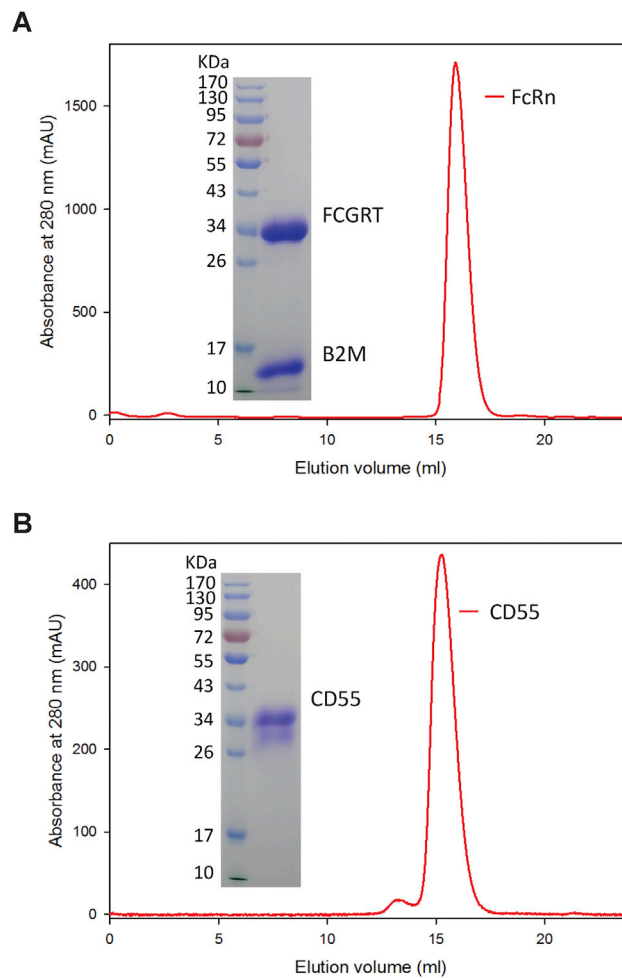 A
KDa
170
130
95
72
55
43
34
26
17
10
FCGRT
B2M
FcRn
1500
1000
500
0
Absorbance at 280 nm (mAU)
0 5 10 15 20
Elution volume (ml)
B
KDa
170
130
95
72
55
43
34
26
17
10
CD55
CD55
400
300
200
100
0
Absorbance at 280 nm (mAU)
0 5 10 15 20
Elution volume (ml)